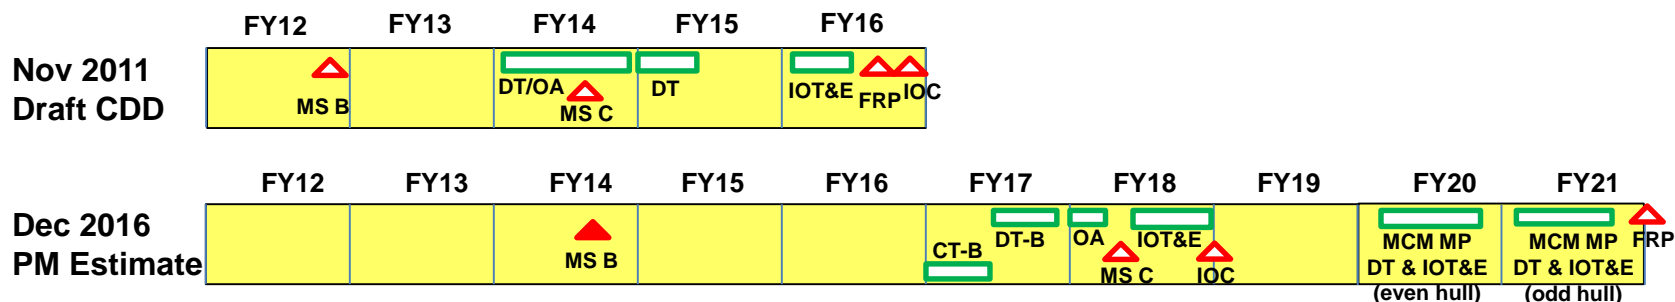 FY12 FY13 FY14 FY15 FY16
Nov 2011
Draft CDD
MS B
DT/OA
MS C
DT
IOT&E
FRP
IOC
FY12 FY13 FY14 FY15 FY16 FY17 FY18 FY19 FY20 FY21
Dec 2016
PM Estimate
MS B
CT-B
DT-B
OA
MS C
IOT&E
IOC
MCM MP
DT & IOT&E
(even hull)
MCM MP
DT & IOT&E
(odd hull)
FRP